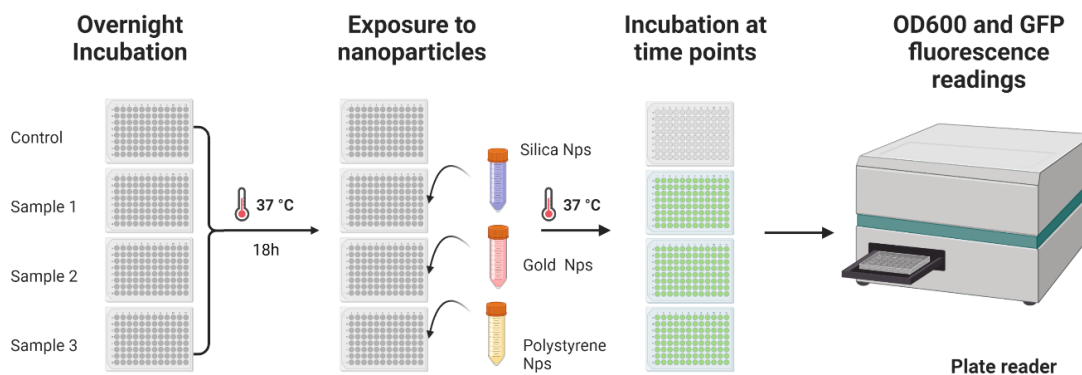 Overnight
Incubation
Exposure to
nanoparticles
Incubation at
time points
OD600 and GFP
fluorescence
readings
Control
Sample 1
Sample 2
Sample 3
37 °C
18h
Silica Nps
Gold Nps
Polystyrene
Nps
37 °C
Plate reader